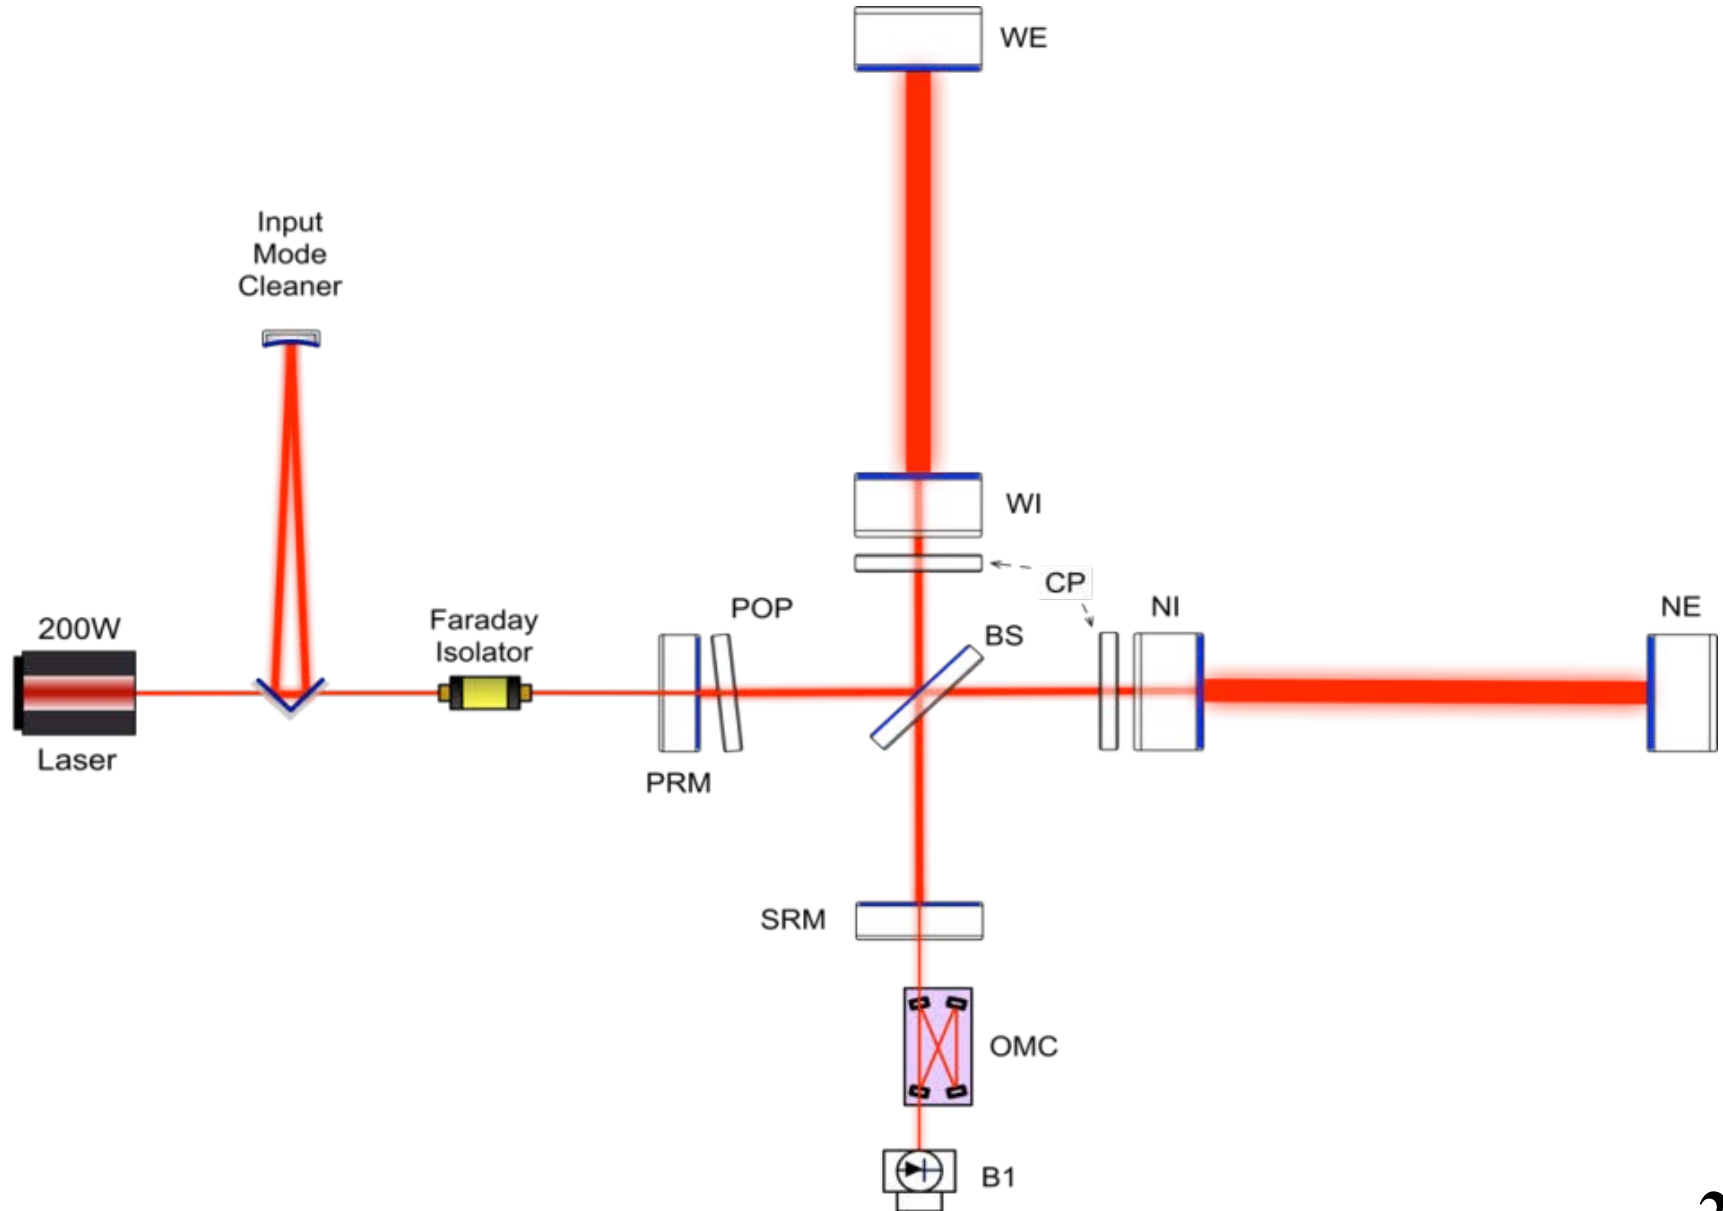 WE
Input
Mode
Cleaner
WI
CP
200W
Faraday
Isolator
POP
BS
NI
NE
Laser
PRM
SRM
OMC
B1